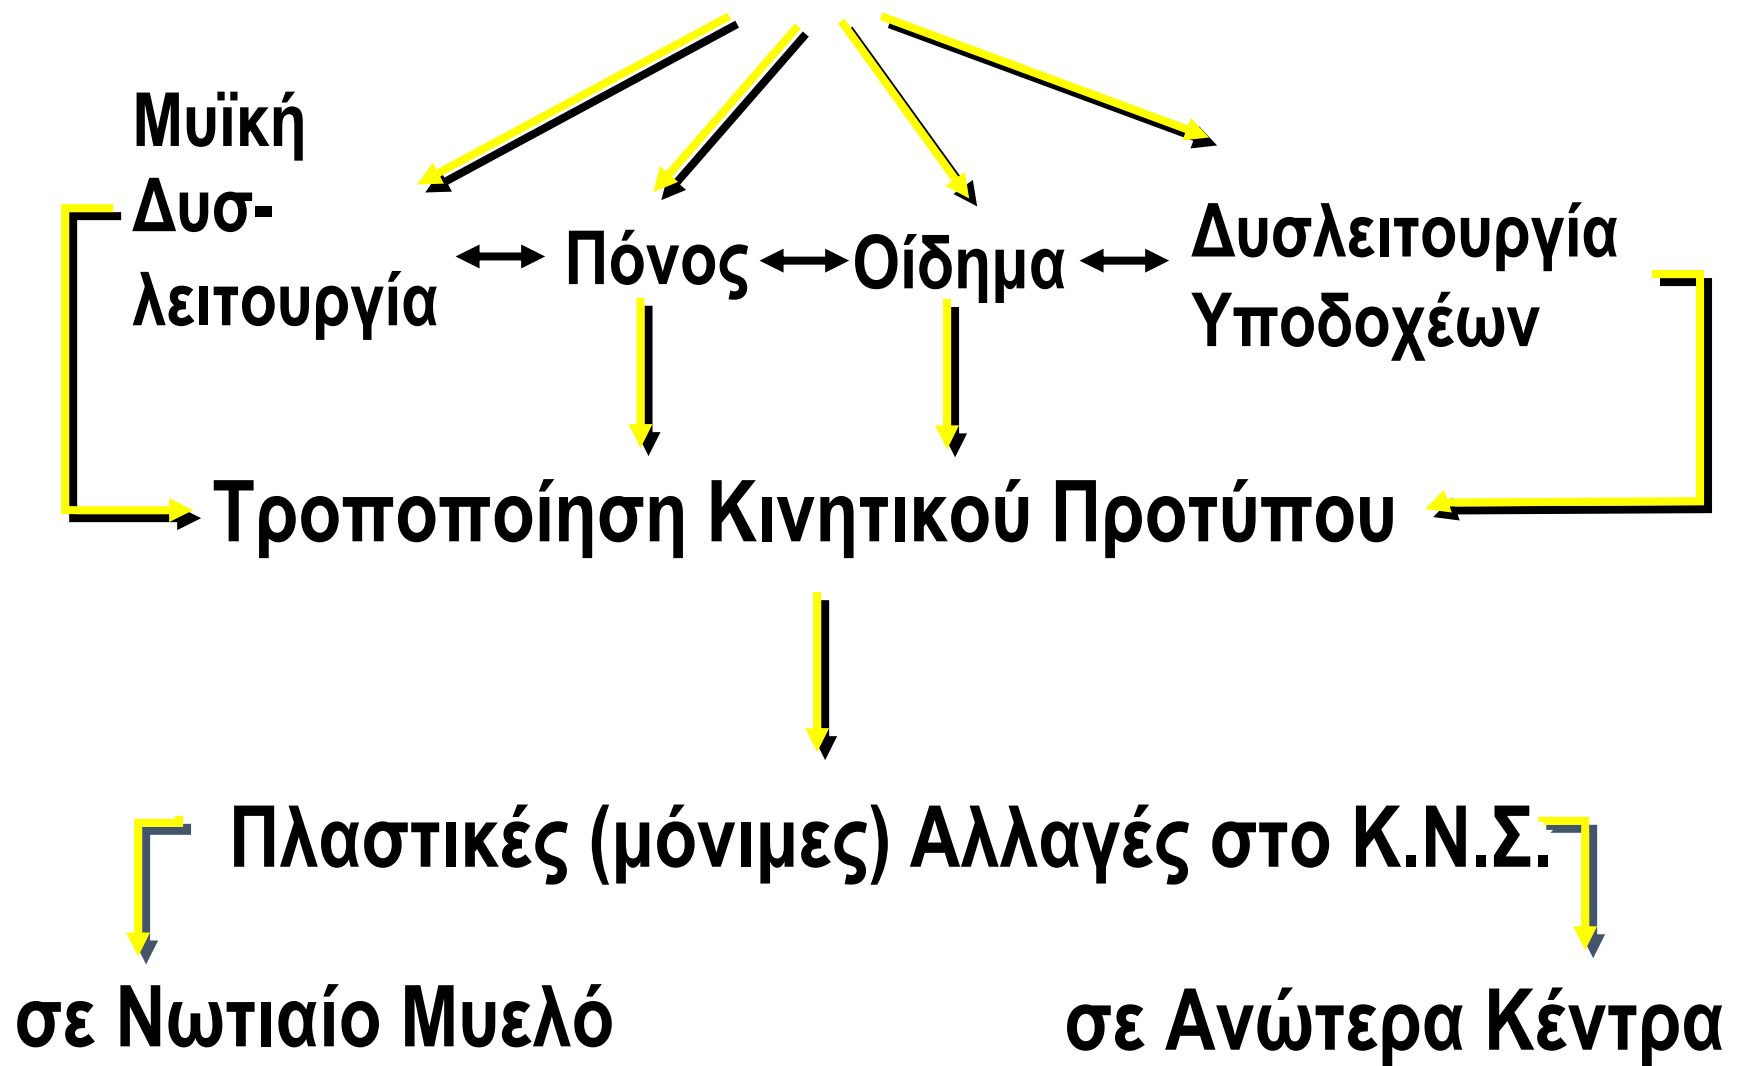 Μυϊκή
Δυσ-
λειτουργία
Πόνος
Οίδημα
Δυσλειτουργία
Υποδοχέων
Τροποποίηση Κινητικού Προτύπου
Πλαστικές (μόνιμες) Αλλαγές στο Κ.Ν.Σ.
σε Νωτιαίο Μυελό
σε Ανώτερα Κέντρα